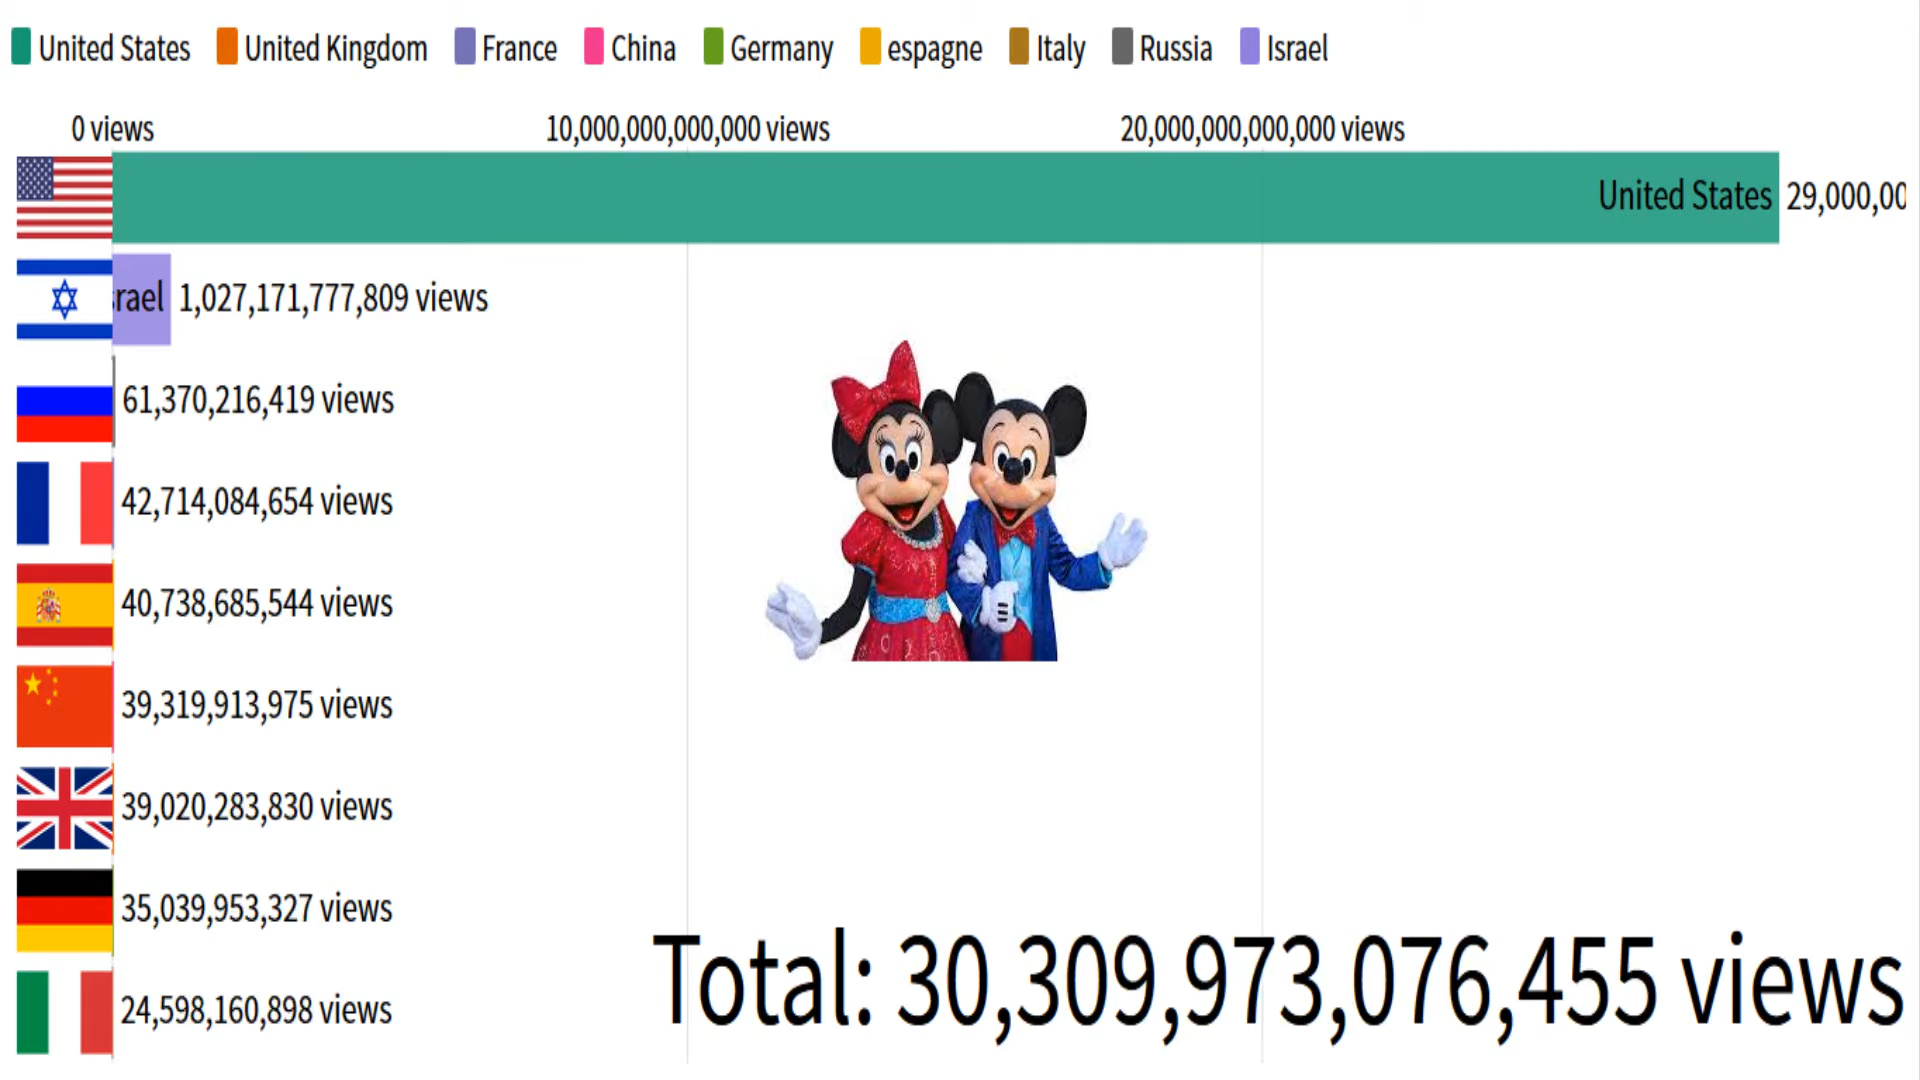 United States United Kingdom France China Germany espagne Italy Russia Israel
0 views 10,000,000,000,000 views 20,000,000,000,000 views
United States 29,000,00
rael 1,027,171,777,809 views
61,370,216,419 views
42,714,084,654 views
40,738,685,544 views
39,319,913,975 views
39,020,283,830 views
35,039,953,327 views
Total: 30,309,973,076,455 views
24,598,160,898 views